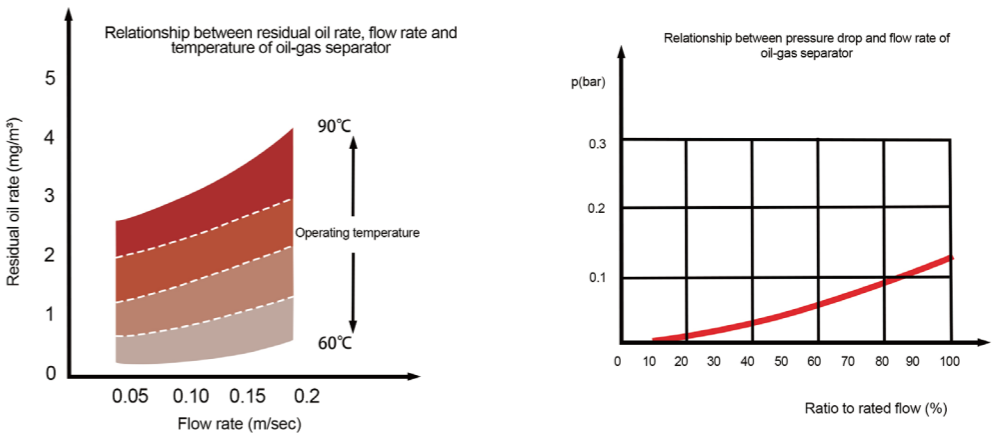 Relationship between residual oil rate, flow rate and
temperature of oil-gas separator
Residual oil rate (mg/m³)
5
4
3
2
1
0
90℃
Operating temperature
60℃
0.05 0.10 0.15 0.2
Flow rate (m/sec)
Relationship between pressure drop and flow rate of
oil-gas separator
p(bar)
0.3
0.2
0.1
0 10 20 30 40 50 60 70 80 90 100
Ratio to rated flow (%)